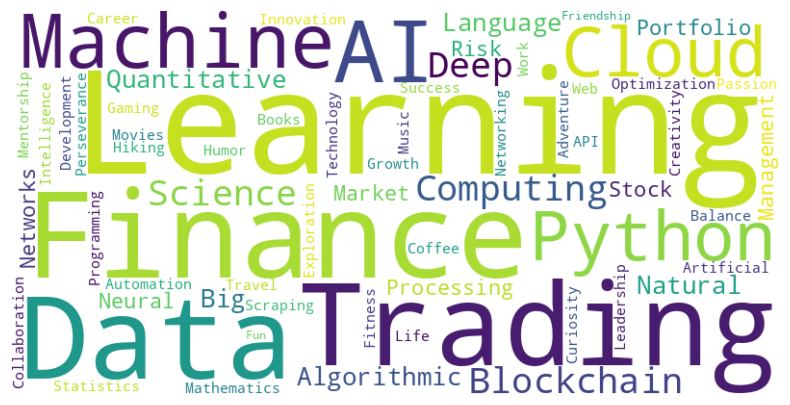 Career
Innovation
Friendship
Machine
AI
Language
Cloud
Portfolio
Risk
Deep
Work
Quantitative
Success
Web
Optimization
Passion
Mentorship
Intelligence
Development
Perseverance
Learning
Gaming
Books
Technology
Music
Networking
Adventure
API
Creativity
Management
Movies
Hiking
Humor
Growth
Science
Market
Computing
Stock
Networks
Finance
Programming
Exploration
Coffee
Python
Balance
Artificial
Automation
Travel
Processing
Natural
Neural
Big
Scraping
Trading
Data
Collaboration
Fun
Fitness
Life
Curiosity
Leadership
Statistics
Mathematics
Algorithmic
Blockchain